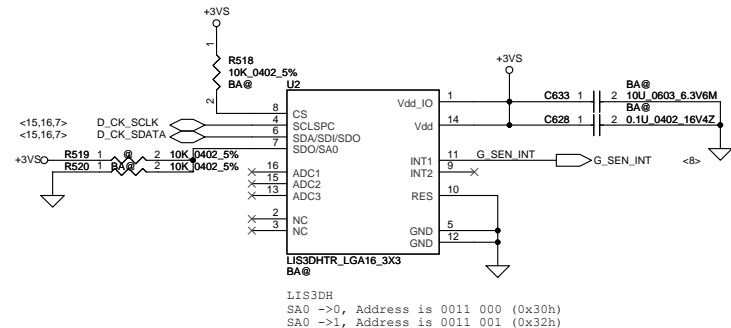 +3VS
R518
10K_0402_5%
BA@
1
2
U2
+3VS
BA@
C633 1 2 10U_0603_6.3V6M
BA@
C628 1 2 0.1U_0402_16V4Z
<15,16,7> D_CK_SCLK
<15,16,7> D_CK_SDATA
+3VS R519 1 @ 2 10K_0402_5%
R520 1 BA@ 2 10K_0402_5%
8 CS
4 SCLSPC
6 SDA/SDI/SDO
7 SDO/SA0
16 ADC1
15 ADC2
13 ADC3
2 NC
3 NC
Vdd_IO 1
Vdd 14
INT1 11 G_SEN_INT G_SEN_INT <8>
INT2 9
RES 10
GND 5
GND 12
LIS3DHTR_LGA16_3X3
BA@
LIS3DH
SA0 ->0, Address is 0011 000 (0x30h)
SA0 ->1, Address is 0011 001 (0x32h)